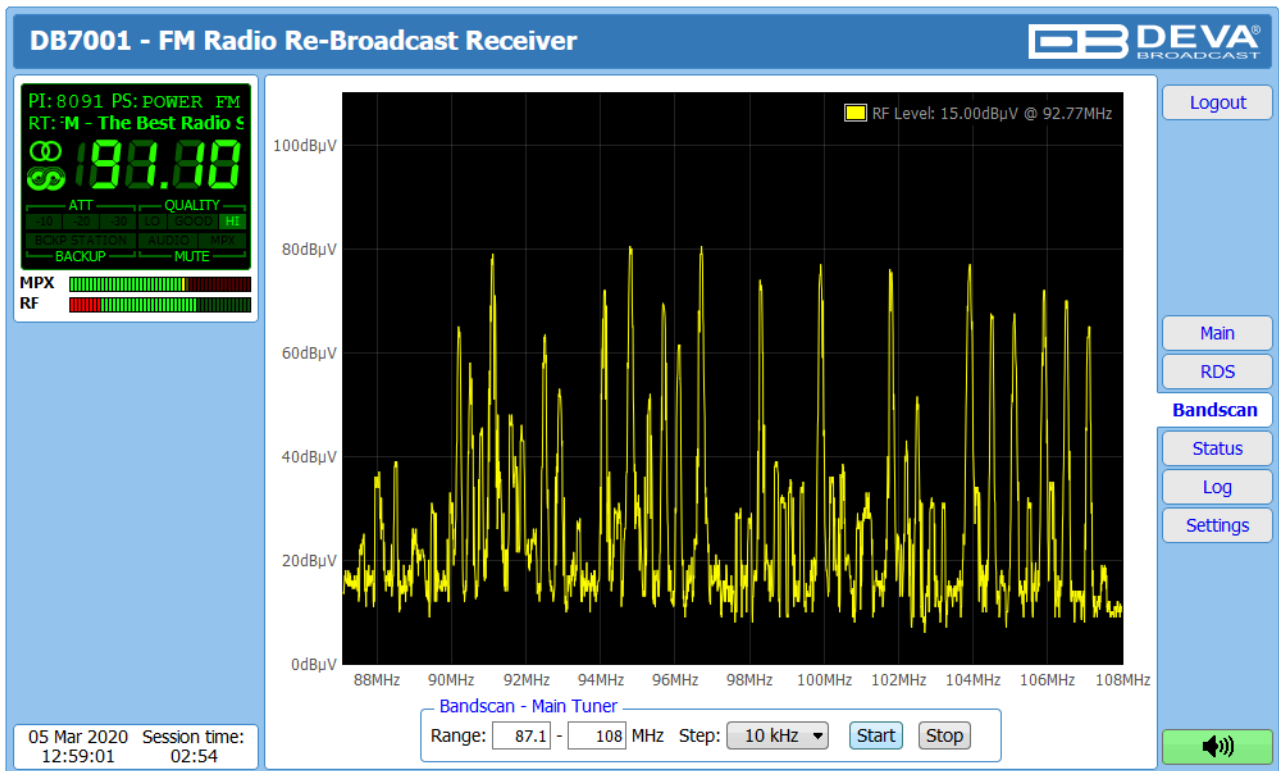 DB7001 - FM Radio Re-Broadcast Receiver
DEVA®
BROADCAST
PI: 8091 PS: POWER FM
RT: FM - The Best Radio S
91.10
ATT QUALITY
-10 -20 -30 LO GOOD HI
BCKP STATION AUDIO MPX
BACKUP MUTE
MPX
RF
RF Level: 15.00dBµV @ 92.77MHz
100dBµV
80dBµV
60dBµV
40dBµV
20dBµV
0dBµV
88MHz 90MHz 92MHz 94MHz 96MHz 98MHz 100MHz 102MHz 104MHz 106MHz 108MHz
Bandscan - Main Tuner
Range: 87.1 - 108 MHz Step: 10 kHz Start Stop
Logout
Main
RDS
Bandscan
Status
Log
Settings
05 Mar 2020 Session time:
12:59:01 02:54